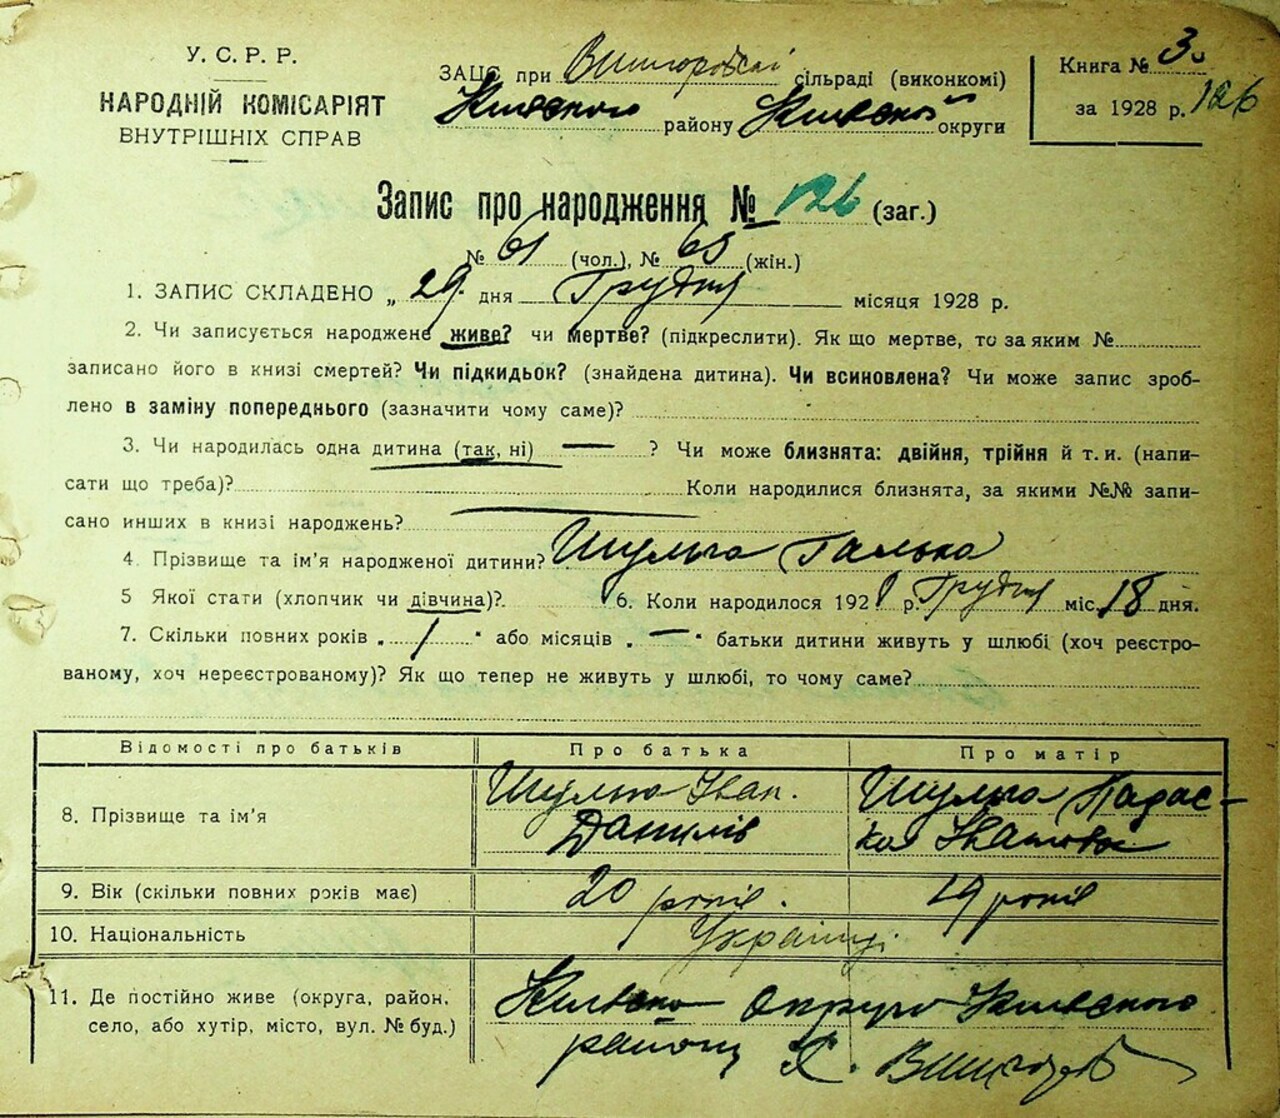 У. С. Р. Р.
НАРОДНІЙ КОМІСАРІЯТ
ВНУТРІШНІХ СПРАВ
ЗАЦС при Вишгородскі сільраді (виконкомі)
Київского району Київскої округи
Книга № 3
за 1928 р. 126
Запис про народження № 126 (заг.)
№ 61 (чол.), № 65 (жін.)
1. ЗАПИС СКЛАДЕНО „ 29 дня Грудня місяця 1928 р.
2. Чи записується народжене живе? чи мертве? (підкреслити). Як що мертве, то за яким №
записано його в книзі смертей? Чи підкидьок? (знайдена дитина). Чи всиновлена? Чи може запис зроб-
лено в заміну попереднього (зазначити чому саме)?
3. Чи народилась одна дитина (так, ні) — ? Чи може близнята: двійня, трійня й т. и. (напи-
сати що треба)? Коли народилися близнята, за якими №№ запи-
сано инших в книзі народжень?
4. Прізвище та ім'я народженої дитини? Шульга Галька
5 Якої стати (хлопчик чи дівчина)? 6. Коли народилося 1928 р. Грудня міс. 18 дня.
7. Скільки повних років „ 1 " або місяців „ — " батьки дитини живуть у шлюбі (хоч реєстро-
ваному, хоч нереєстрованому)? Як що тепер не живуть у шлюбі, то чому саме?
Відомості про батьків Про батька Про матір
8. Прізвище та ім'я Шульга Іван Данилів Шульга Параска Іванова
9. Вік (скільки повних років має) 20 років. 19 років
10. Національність Українці
11. Де постійно живе (округа, район,
село, або хутір, місто, вул. № буд.) Київско округо Київского
району С. Вишгород